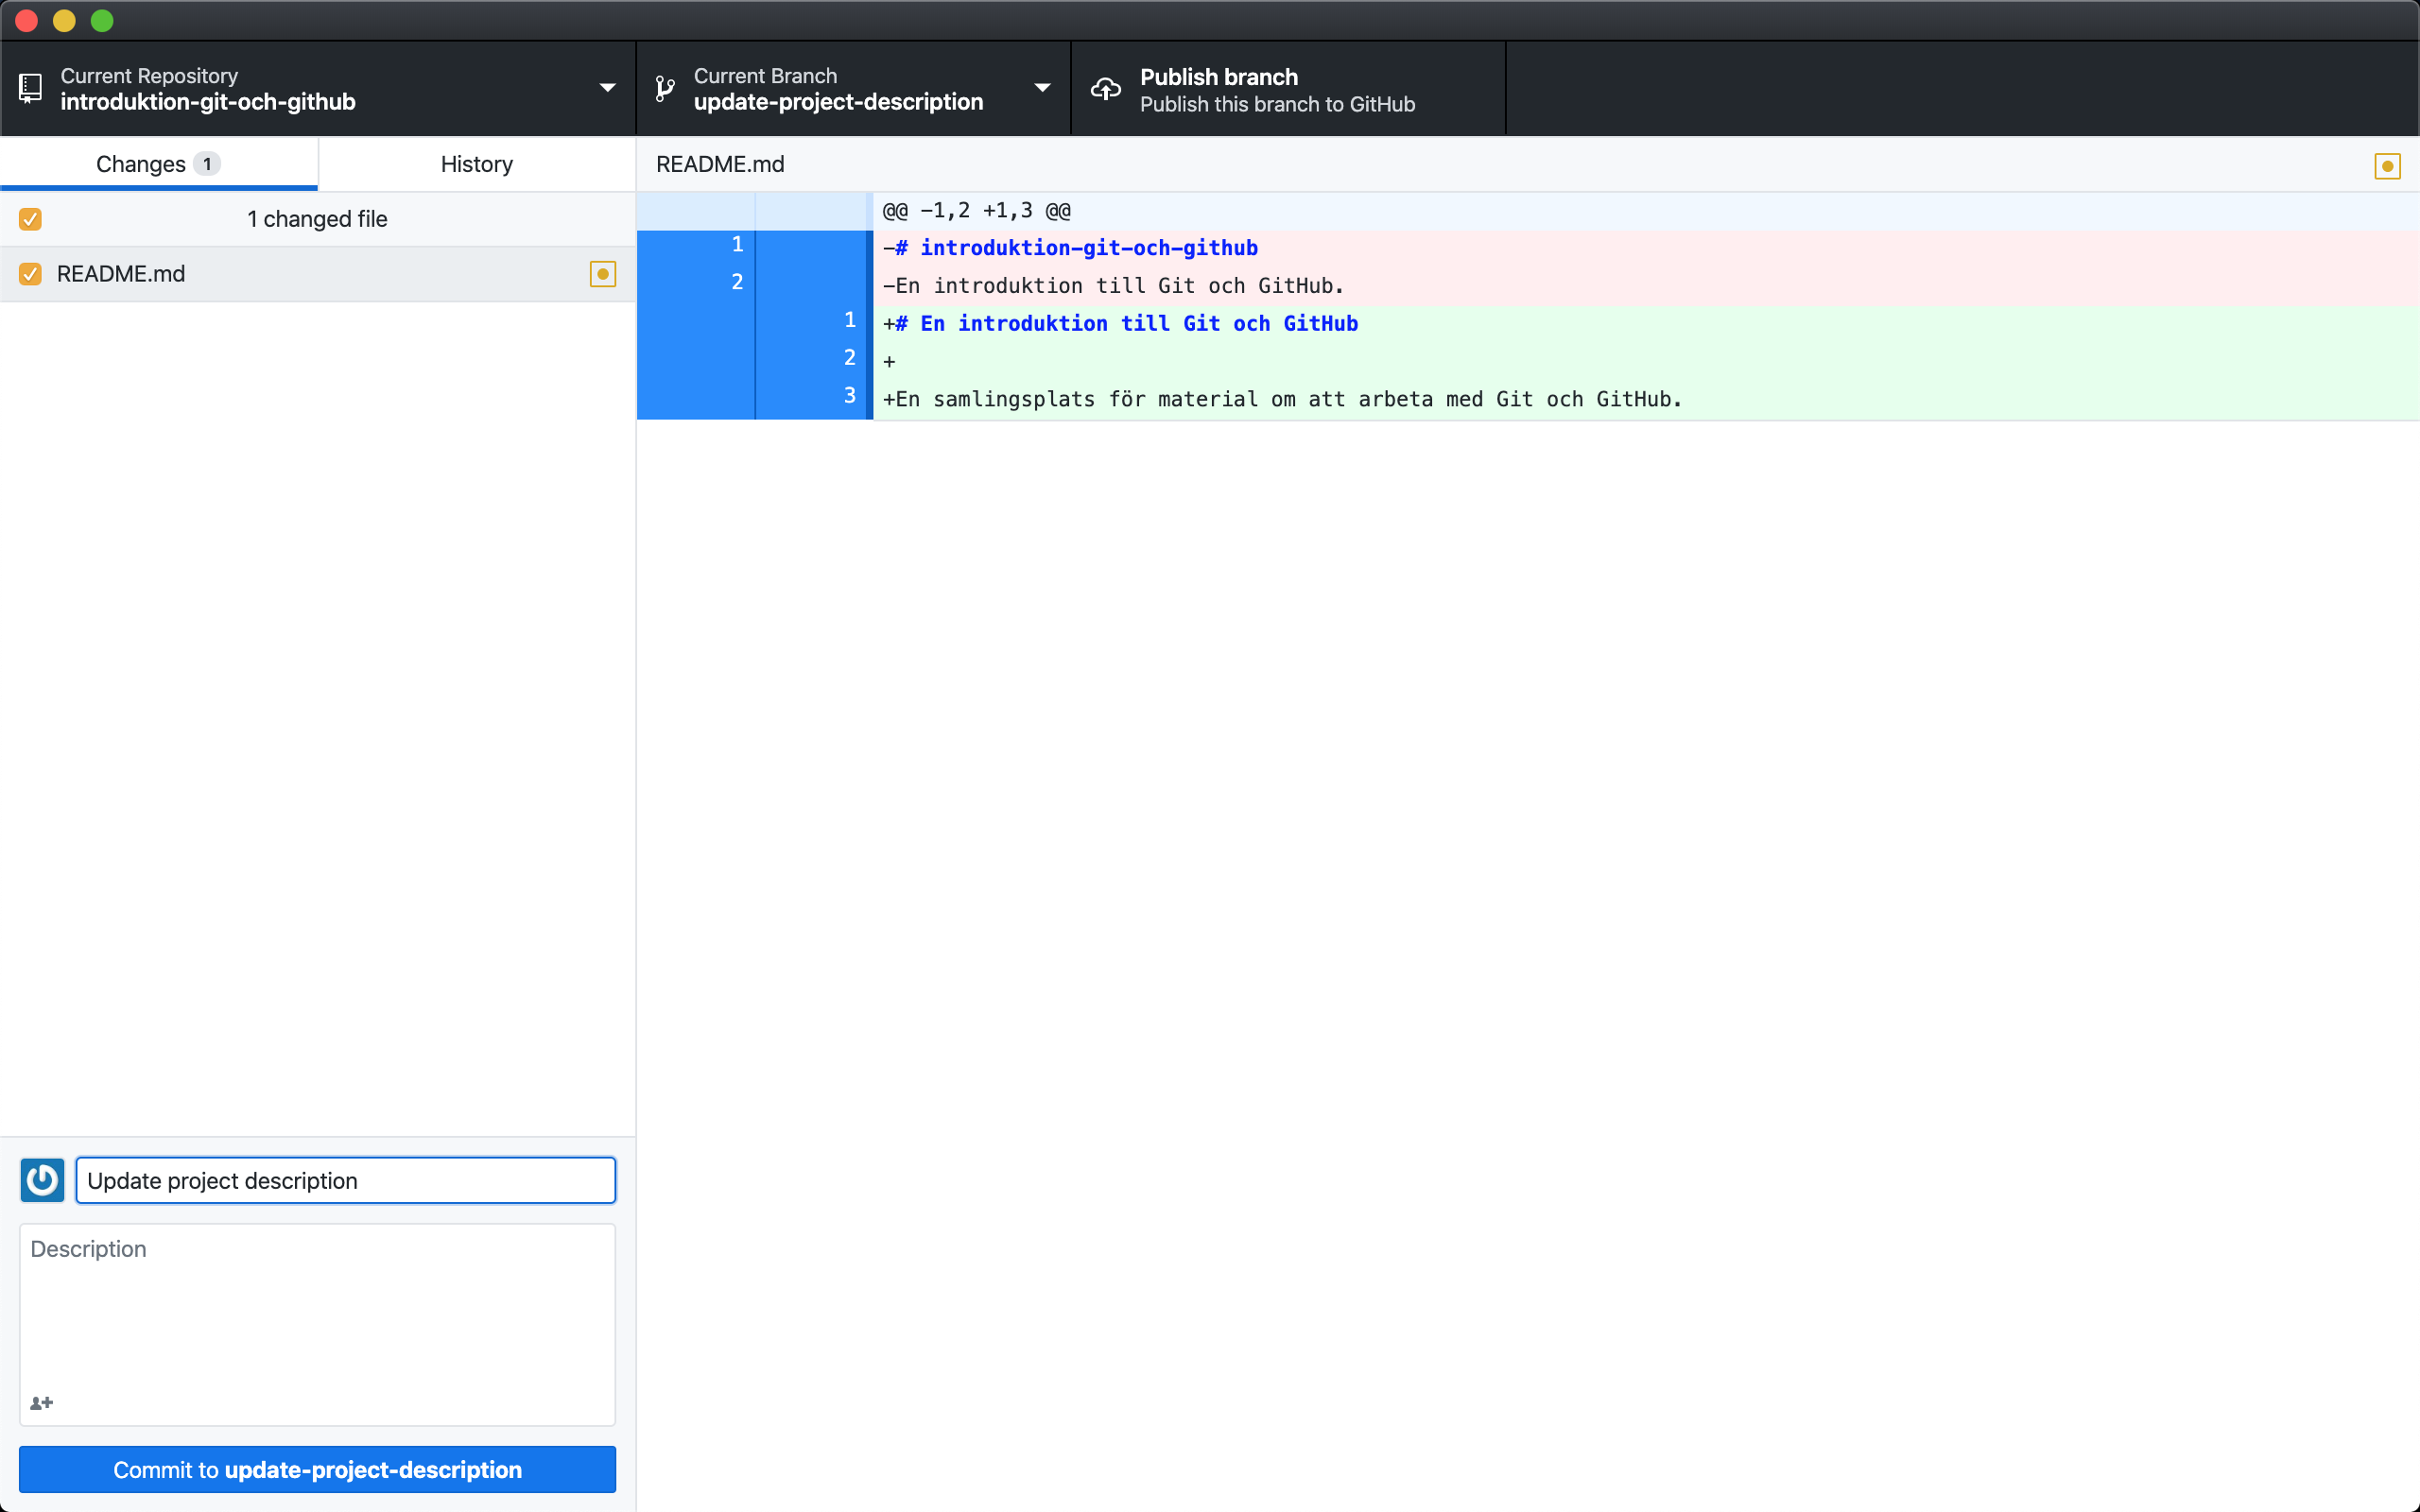 Current Repository
introduktion-git-och-github
Current Branch
update-project-description
Publish branch
Publish this branch to GitHub
Changes 1
History
README.md
1 changed file
README.md
@@ -1,2 +1,3 @@
1 -# introduktion-git-och-github
2 -En introduktion till Git och GitHub.
1 +# En introduktion till Git och GitHub
2 +
3 +En samlingsplats för material om att arbeta med Git och GitHub.
Update project description
Description
Commit to update-project-description